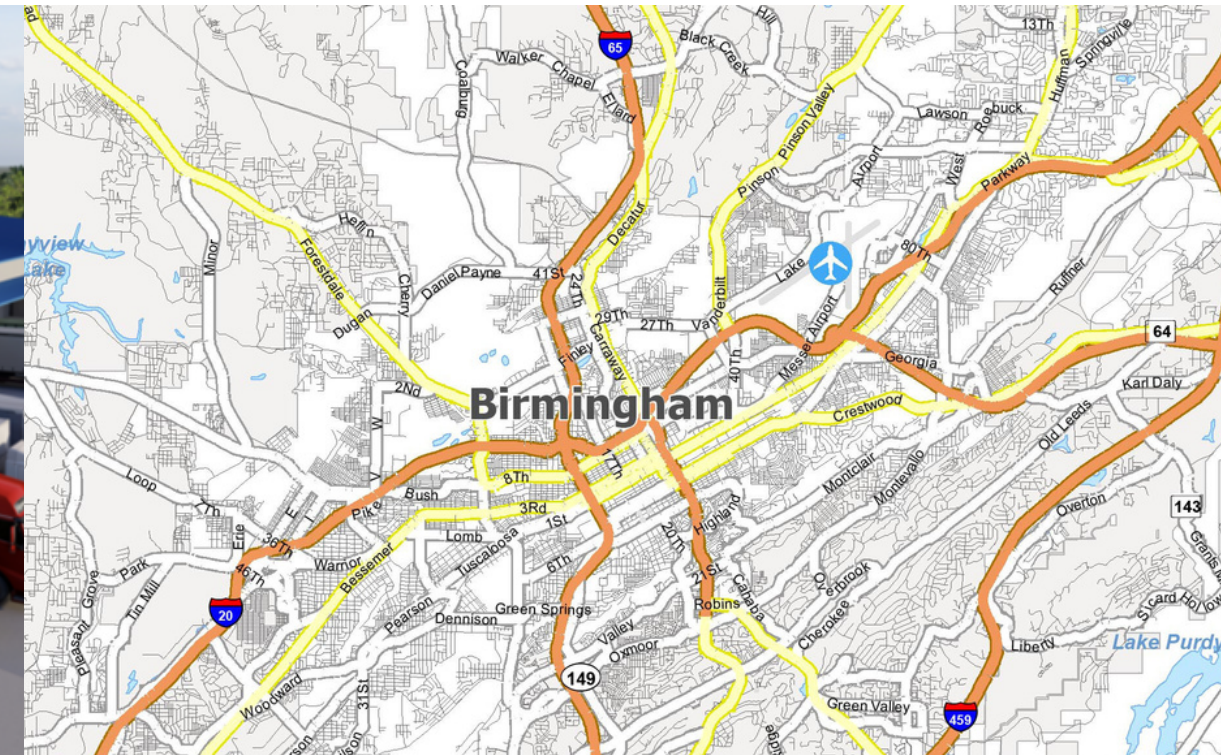 65
13Th
Hill
Black Creek
Walker Chapel
Coalburg
Ellard
Springville
Huffman
Lawson
Roebuck
Pinson Valley
Pinson
Airport
West
Parkway
Heflin
Decatur
Minor
Forestdale
80Th
Cherry
Daniel Payne
41St
24Th
Lake
Ruffner
Dugan
29Th
27Th
Vanderbilt
Messer Airport
Carraway
Finley
64
Georgia
40Th
2Nd
Karl Daly
Birmingham
Crestwood
Old Leeds
17Th
Montclair
Montevallo
8Th
Loop
7Th
Bush
Pike
3Rd
1St
Overton
143
Erie
36Th
Lomb
Highland
20Th
Park
46Th
Warrior
Tuscaloosa
6Th
Bessemer
Grants M
Pleasant Grove
Tin Mill
21St
Cahaba
Overbrook
20
Pearson
Green Springs
Robins
Cherokee
Sicard Hollow
Dennison
Valley
Oxmoor
Liberty
Lake Purdy
149
31St
Woodward
Green Valley
459